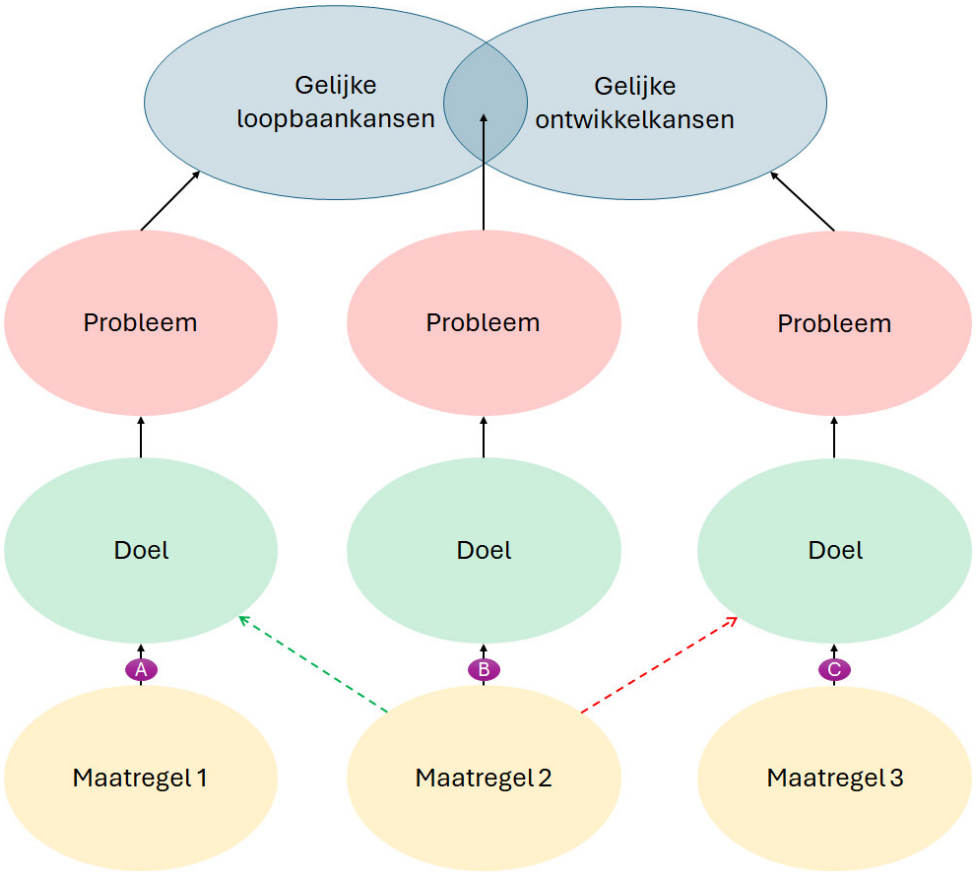 Gelijke
loopbaankansen
Gelijke
ontwikkelkansen
Probleem
Probleem
Probleem
Doel
Doel
Doel
A
B
C
Maatregel 1
Maatregel 2
Maatregel 3